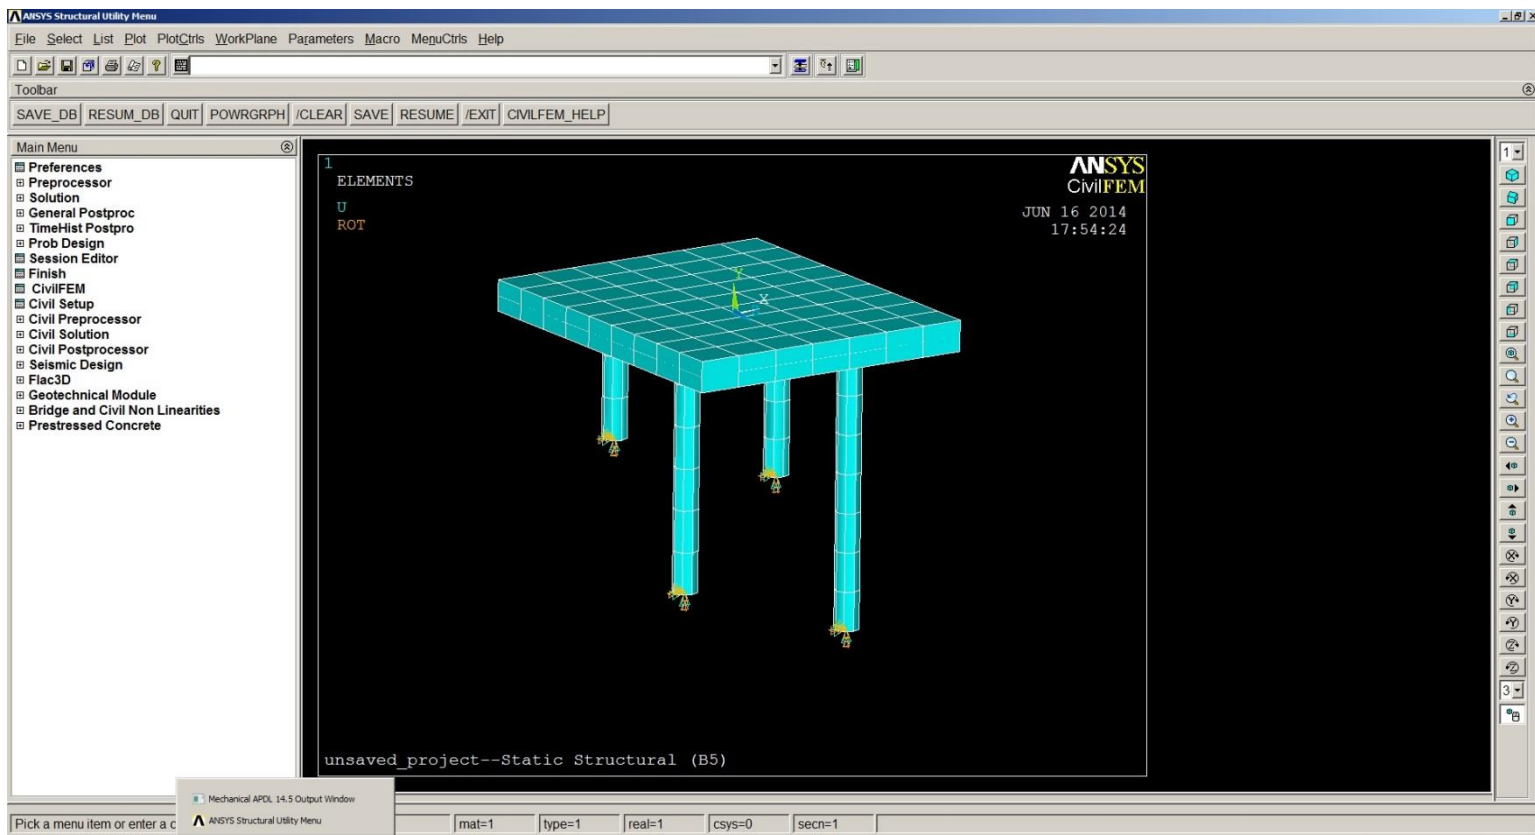 ANSYS Structural Utility Menu
File Select List Plot PlotCtrls WorkPlane Parameters Macro MenuCtrls Help
Toolbar
SAVE_DB RESUM_DB QUIT POWRGRPH /CLEAR SAVE RESUME /EXIT CIVILFEM_HELP
Main Menu
Preferences
Preprocessor
Solution
General Postproc
TimeHist Postpro
Prob Design
Session Editor
Finish
CivilFEM
Civil Setup
Civil Preprocessor
Civil Solution
Civil Postprocessor
Seismic Design
Flac3D
Geotechnical Module
Bridge and Civil Non Linearities
Prestressed Concrete
1
ELEMENTS
U
ROT
ANSYS
CivilFEM
JUN 16 2014
17:54:24
Y
X
unsaved_project--Static Structural (B5)
1
3
Mechanical APDL 14.5 Output Window
ANSYS Structural Utility Menu
Pick a menu item or enter a c
mat=1 type=1 real=1 csys=0 secn=1